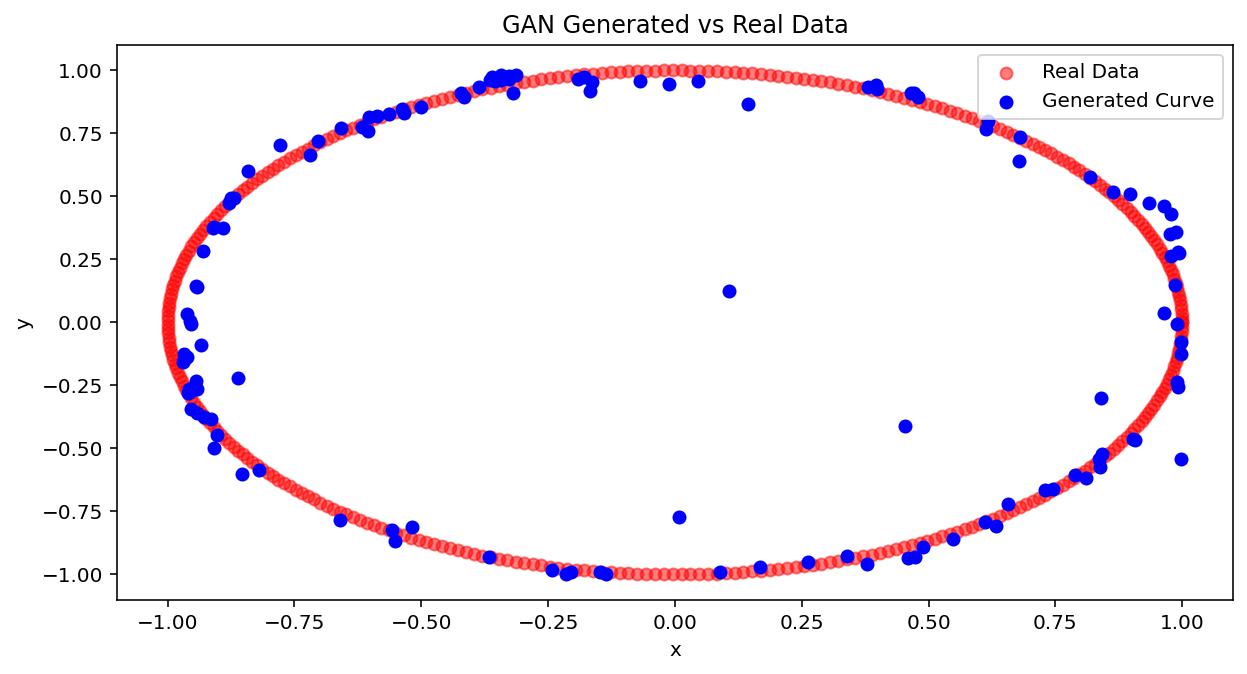 GAN Generated vs Real Data
Real Data
Generated Curve
y
1.00
0.75
0.50
0.25
0.00
−0.25
−0.50
−0.75
−1.00
−1.00 −0.75 −0.50 −0.25 0.00 0.25 0.50 0.75 1.00
x